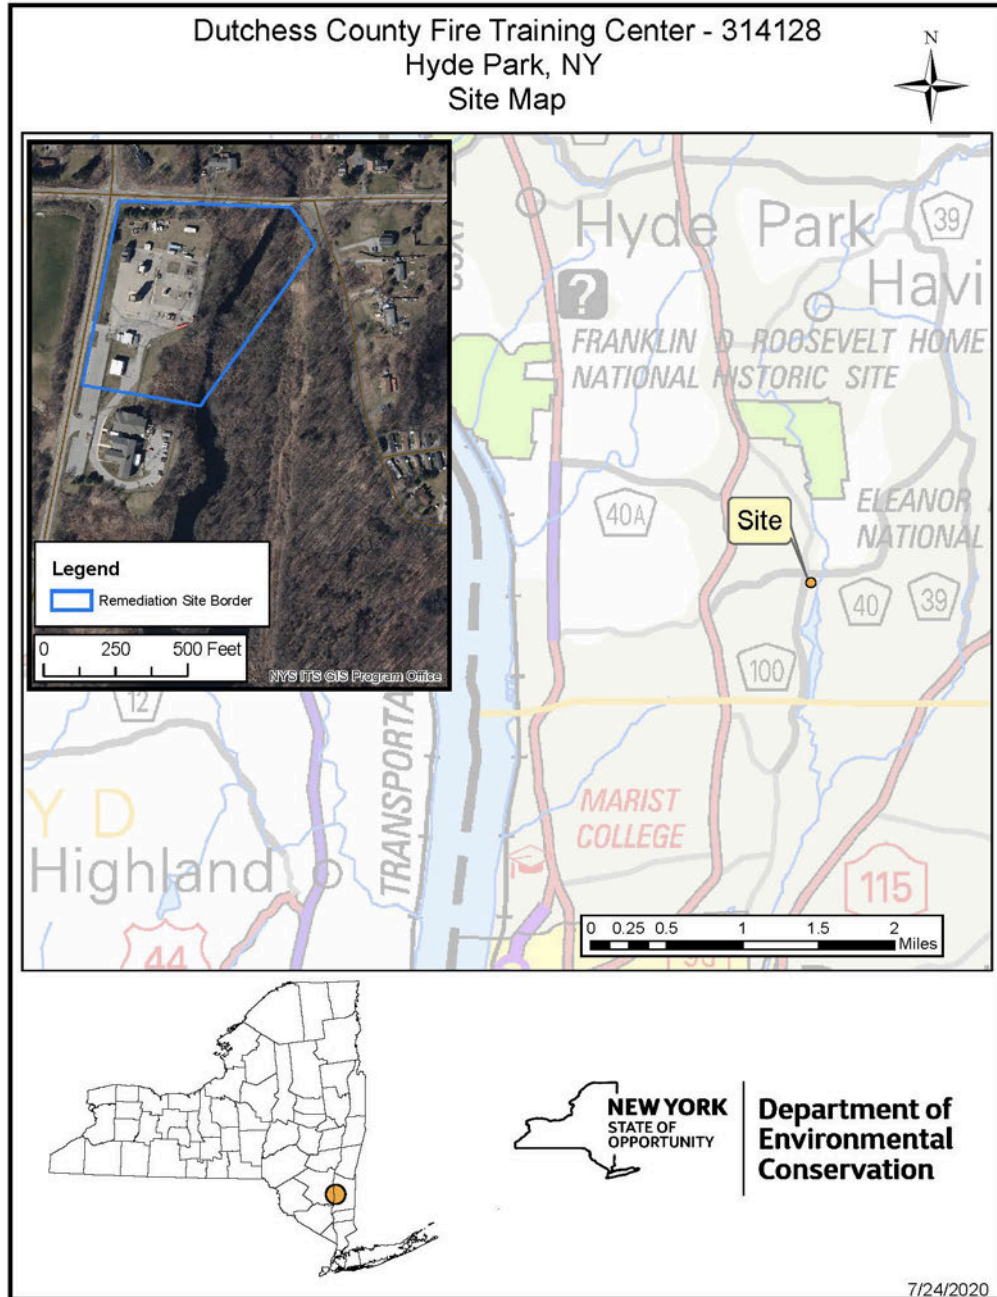 Dutchess County Fire Training Center - 314128
Hyde Park, NY
Site Map
N
Legend
Remediation Site Border
0 250 500 Feet
NYS ITS GIS Program Office
Hyde Park
39
Havi
?
FRANKLIN D ROOSEVELT HOME
NATIONAL HISTORIC SITE
40A
ELEANOR
NATIONAL
Site
40
39
100
12
TRANSPORTA
MARIST
COLLEGE
Y D
Highland
115
44
0 0.25 0.5 1 1.5 2
Miles
NEW YORK
STATE OF
OPPORTUNITY
Department of
Environmental
Conservation
7/24/2020